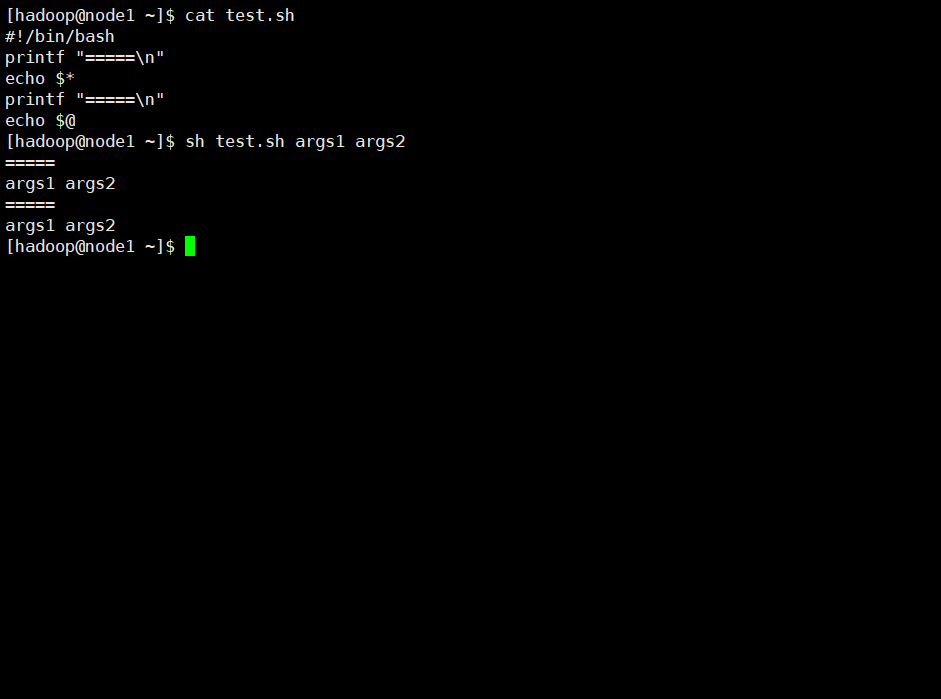 [hadoop@node1 ~]$ cat test.sh
#!/bin/bash
printf "=====\n"
echo $*
printf "=====\n"
echo $@
[hadoop@node1 ~]$ sh test.sh args1 args2
=====
args1 args2
=====
args1 args2
[hadoop@node1 ~]$